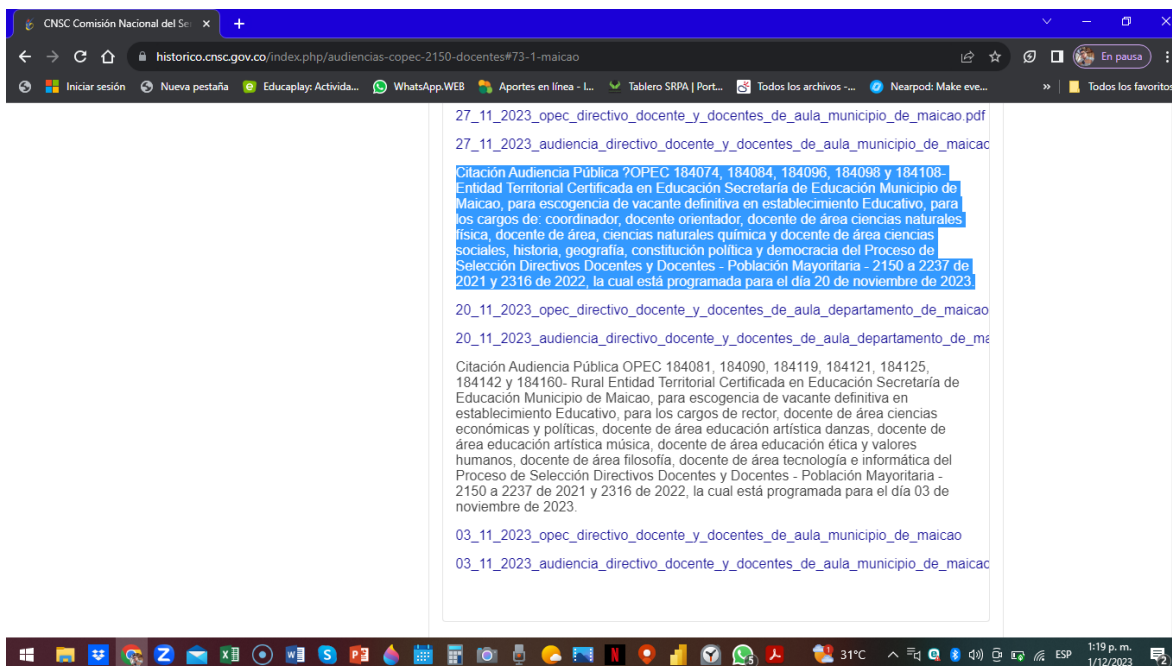 CNSC Comisión Nacional del Se
historico.cnsc.gov.co/index.php/audiencias-copec-2150-docentes#73-1-maicao
En pausa
Iniciar sesión
Nueva pestaña
Educaplay: Activida...
WhatsApp.WEB
Aportes en línea - I...
Tablero SRPA | Port...
Todos los archivos -...
Nearpod: Make eve...
»
Todos los favoritos
27_11_2023_opec_directivo_docente_y_docentes_de_aula_municipio_de_maicao.pdf
27_11_2023_audiencia_directivo_docente_y_docentes_de_aula_municipio_de_maicao
Citación Audiencia Pública ?OPEC 184074, 184084, 184096, 184098 y 184108-
Entidad Territorial Certificada en Educación Secretaría de Educación Municipio de
Maicao, para escogencia de vacante definitiva en establecimiento Educativo, para
los cargos de: coordinador, docente orientador, docente de área ciencias naturales
física, docente de área, ciencias naturales química y docente de área ciencias
sociales, historia, geografía, constitución política y democracia del Proceso de
Selección Directivos Docentes y Docentes - Población Mayoritaria - 2150 a 2237 de
2021 y 2316 de 2022, la cual está programada para el día 20 de noviembre de 2023.
20_11_2023_opec_directivo_docente_y_docentes_de_aula_departamento_de_maicao
20_11_2023_audiencia_directivo_docente_y_docentes_de_aula_departamento_de_ma
Citación Audiencia Pública OPEC 184081, 184090, 184119, 184121, 184125,
184142 y 184160- Rural Entidad Territorial Certificada en Educación Secretaría de
Educación Municipio de Maicao, para escogencia de vacante definitiva en
establecimiento Educativo, para los cargos de rector, docente de área ciencias
económicas y políticas, docente de área educación artística danzas, docente de
área educación artística música, docente de área educación ética y valores
humanos, docente de área filosofía, docente de área tecnología e informática del
Proceso de Selección Directivos Docentes y Docentes - Población Mayoritaria -
2150 a 2237 de 2021 y 2316 de 2022, la cual está programada para el día 03 de
noviembre de 2023.
03_11_2023_opec_directivo_docente_y_docentes_de_aula_municipio_de_maicao
03_11_2023_audiencia_directivo_docente_y_docentes_de_aula_municipio_de_maicao
31°C
ESP
1:19 p. m.
1/12/2023